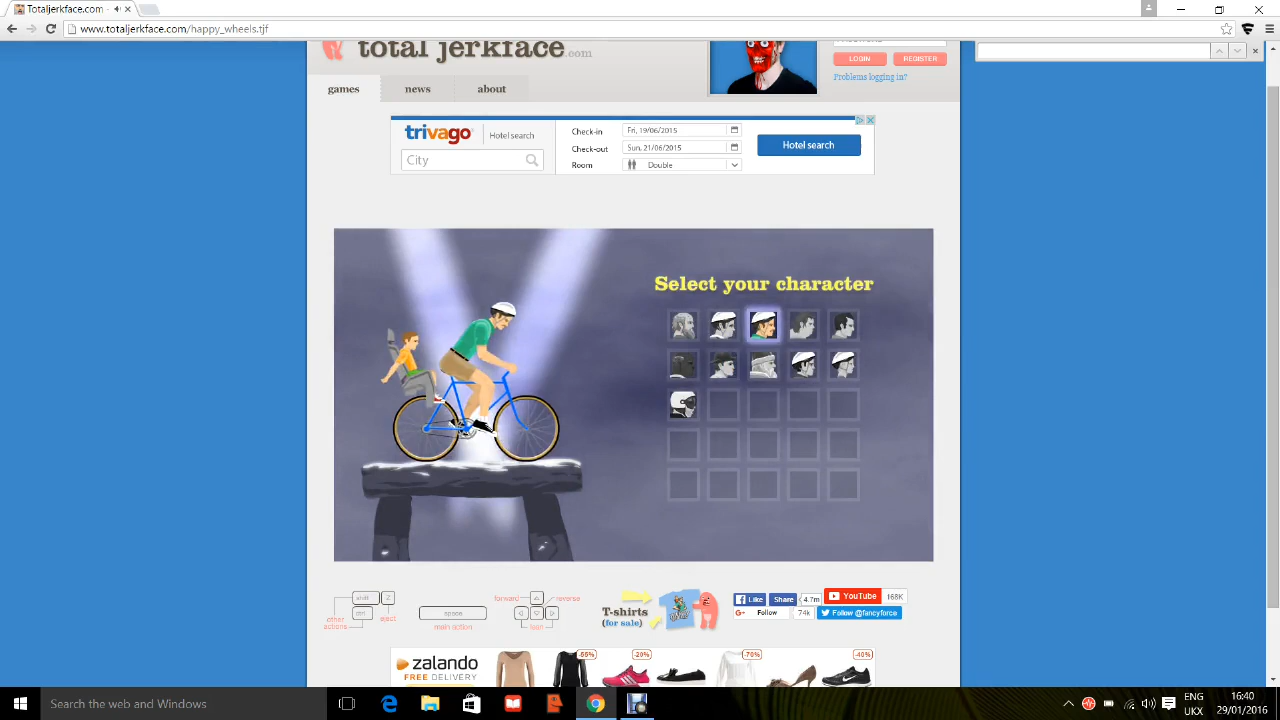 Totaljerkface.com -
www.totaljerkface.com/happy_wheels.tjf
total jerkface.com
LOGIN REGISTER
Problems logging in?
games news about
trivago Hotel search
City
Check-in Fri, 19/06/2015
Check-out Sun, 21/06/2015
Room Double
Hotel search
Select your character
shift Z
ctrl
other actions
eject
space
main action
forward reverse
lean
T-shirts
(for sale)
Like Share 4.7m
Follow 74k
YouTube 168K
Follow @fancyforce
zalando
FREE DELIVERY
-55% -20% -70% -40%
Search the web and Windows
ENG
UKX
16:40
29/01/2016